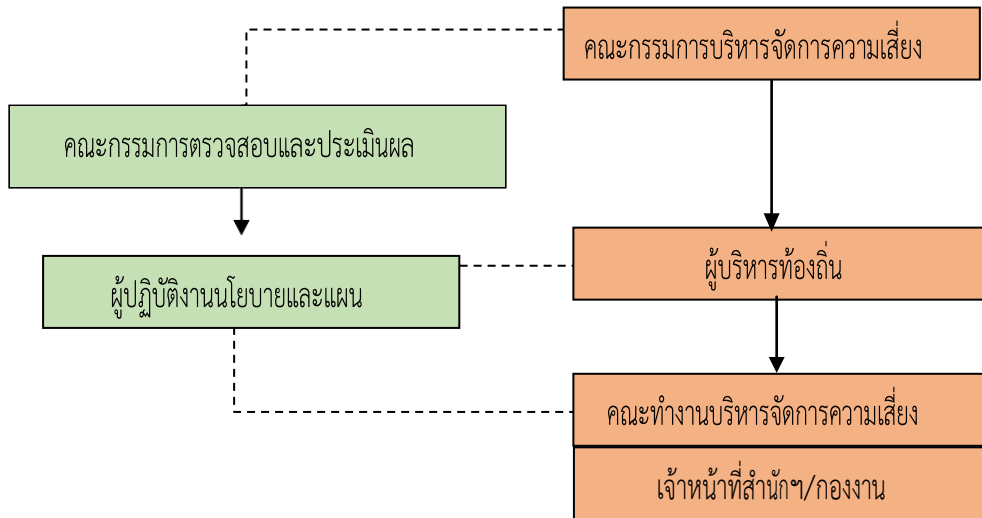 คณะกรรมการบริหารจัดการความเสี่ยง
คณะกรรมการตรวจสอบและประเมินผล
ผู้บริหารท้องถิ่น
ผู้ปฏิบัติงานนโยบายและแผน
คณะทำงานบริหารจัดการความเสี่ยง
เจ้าหน้าที่สำนักฯ/กองงาน